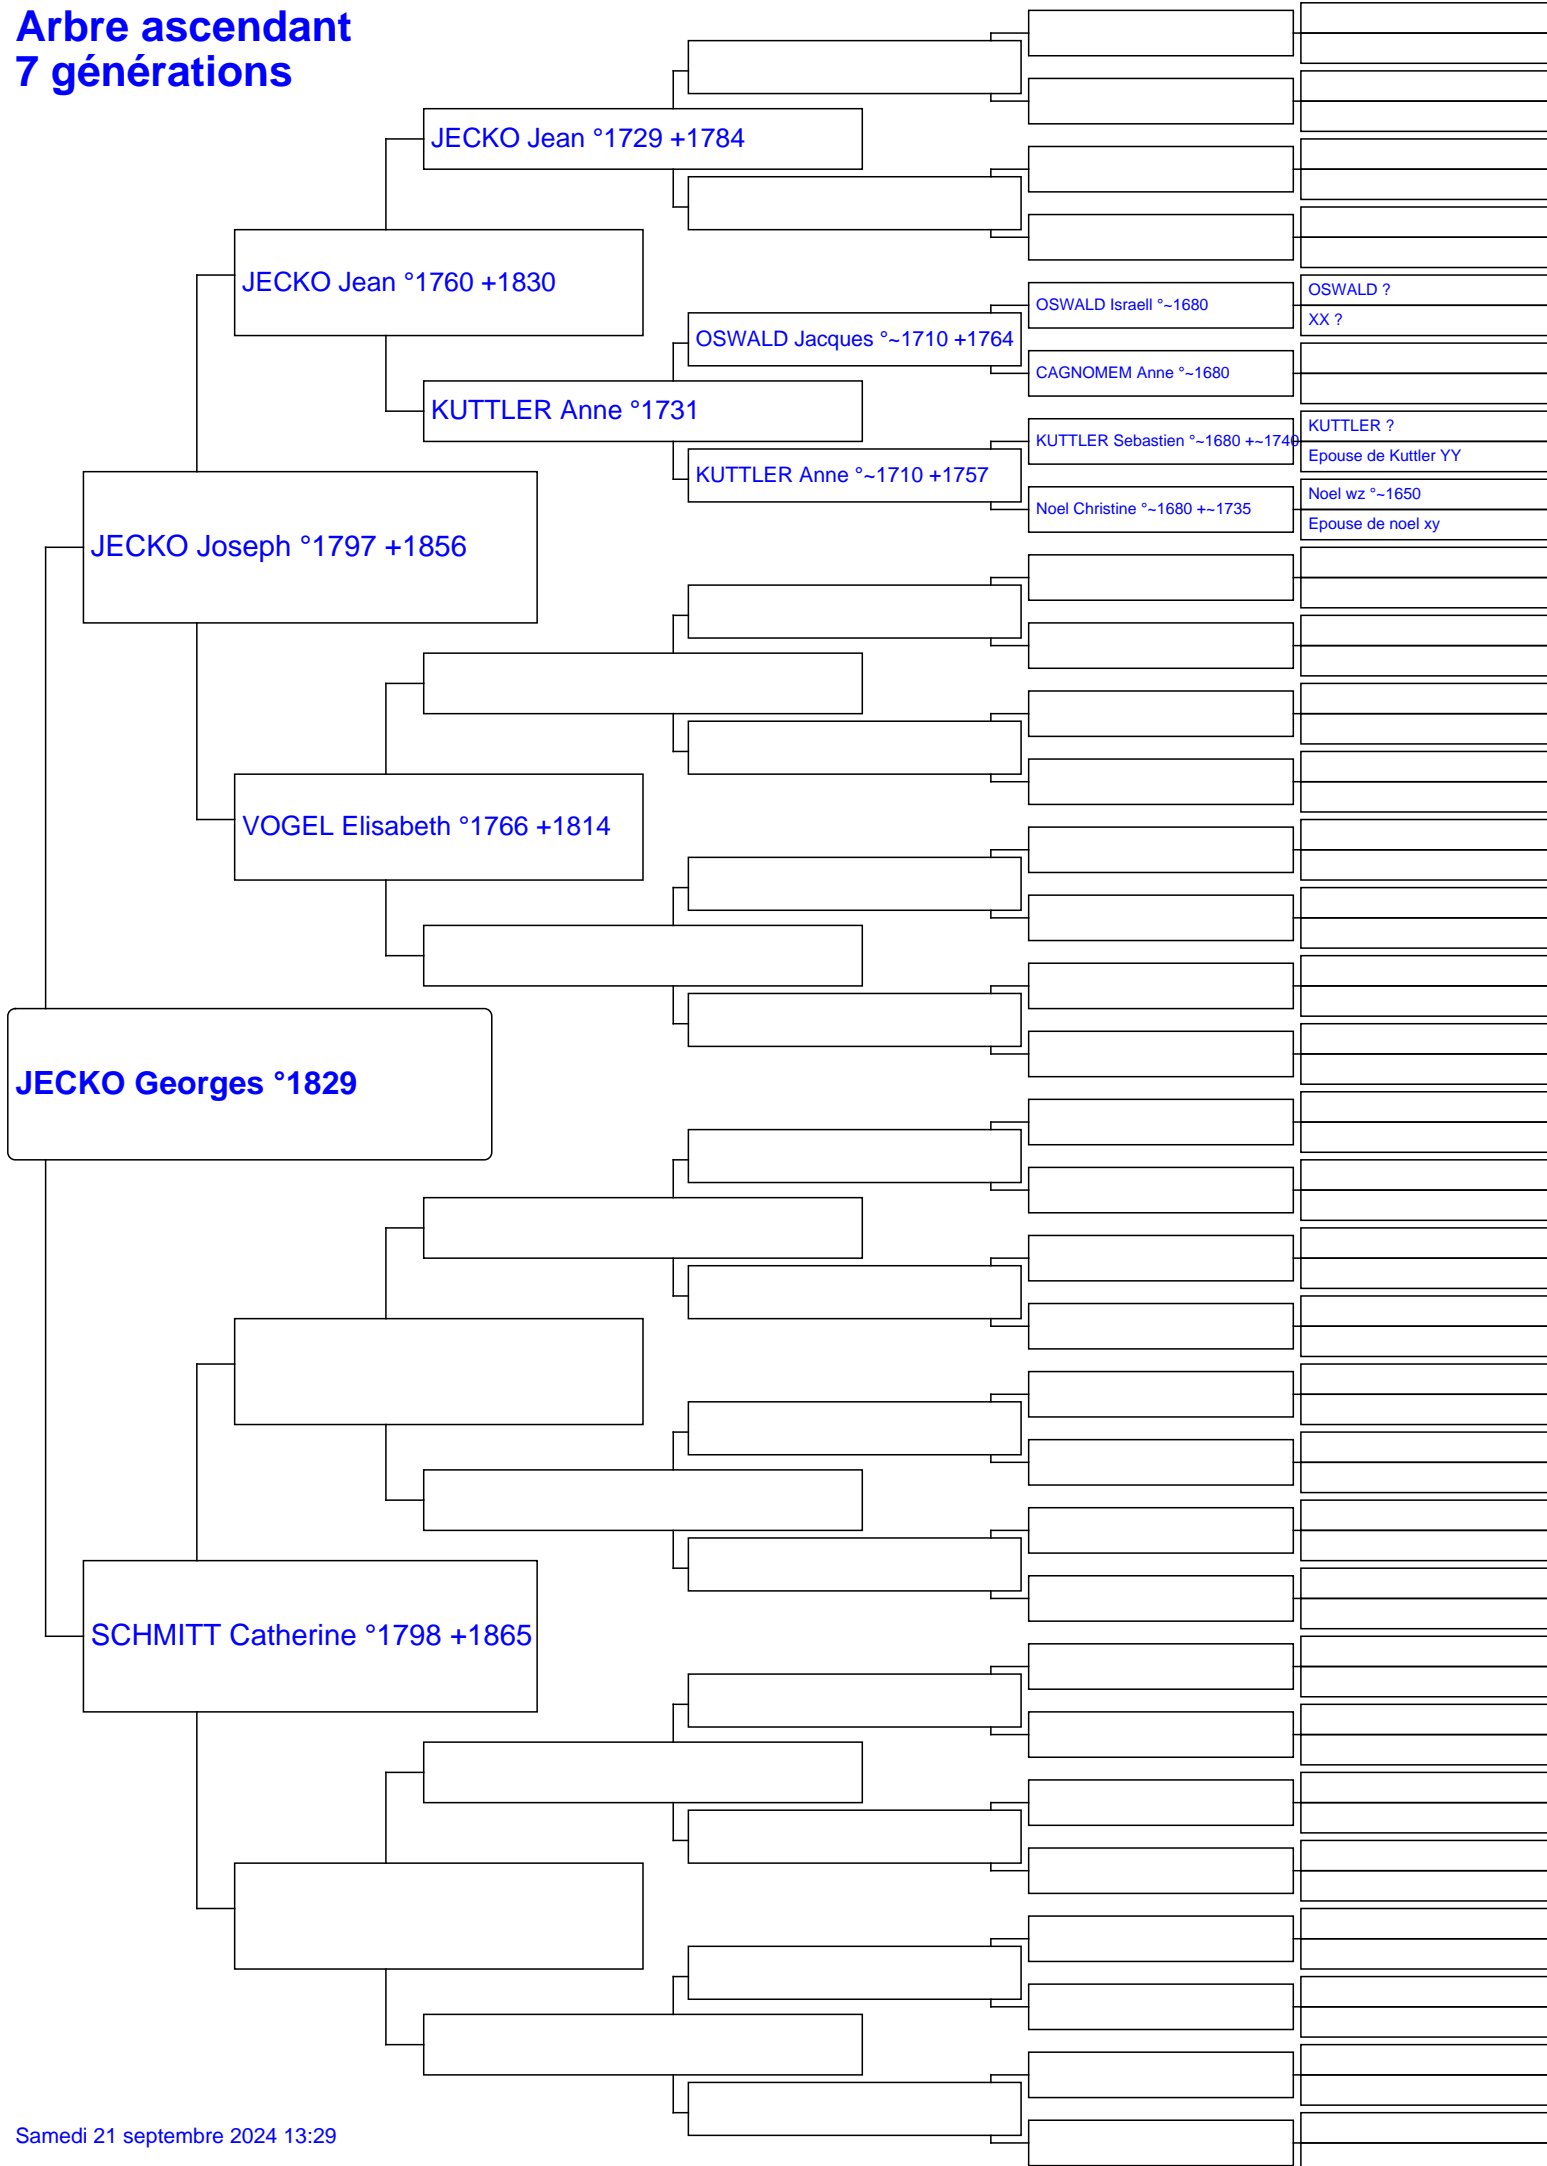 Arbre ascendant
7 générations
JECKO Jean °1729 +1784
JECKO Jean °1760 +1830
OSWALD Israell °~1680
OSWALD ?
XX ?
OSWALD Jacques °~1710 +1764
CAGNOMEM Anne °~1680
KUTTLER Anne °1731
KUTTLER Sebastien °~1680 +~1740
KUTTLER ?
Epouse de Kuttler YY
KUTTLER Anne °~1710 +1757
Noel Christine °~1680 +~1735
Noel wz °~1650
Epouse de noel xy
JECKO Joseph °1797 +1856
VOGEL Elisabeth °1766 +1814
JECKO Georges °1829
SCHMITT Catherine °1798 +1865
Samedi 21 septembre 2024 13:29